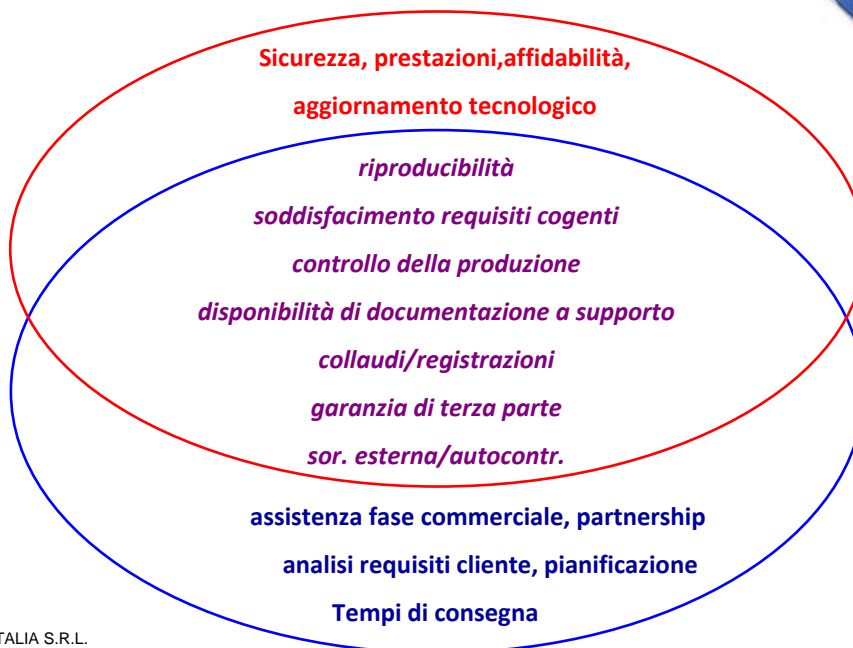 Sicurezza, prestazioni,affidabilità,
aggiornamento tecnologico
riproducibilità
soddisfacimento requisiti cogenti
controllo della produzione
disponibilità di documentazione a supporto
collaudi/registrazioni
garanzia di terza parte
sor. esterna/autocontr.
assistenza fase commerciale, partnership
analisi requisiti cliente, pianificazione
Tempi di consegna
TALIA S.R.L.